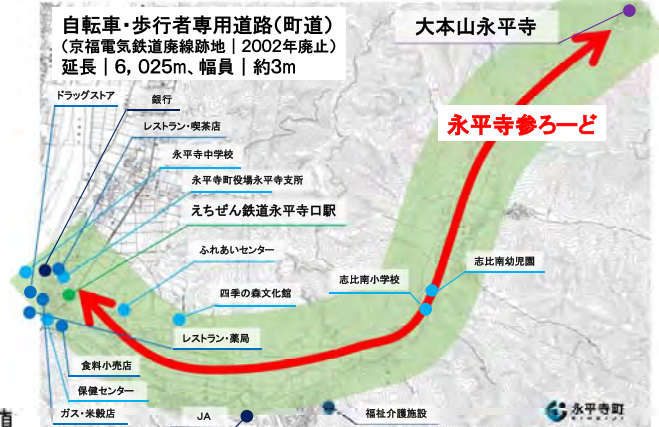 自転車・歩行者専用道路(町道)
(京福電気鉄道廃線跡地|2002年廃止)
延長|6,025m、幅員|約3m
大本山永平寺
ドラッグストア
銀行
レストラン・喫茶店
永平寺参ろーど
永平寺中学校
永平寺町役場永平寺支所
えちぜん鉄道永平寺口駅
ふれあいセンター
志比南幼児園
志比南小学校
四季の森文化館
レストラン・薬局
食料小売店
保健センター
ガス・米穀店
JA
福祉介護施設
永平寺町